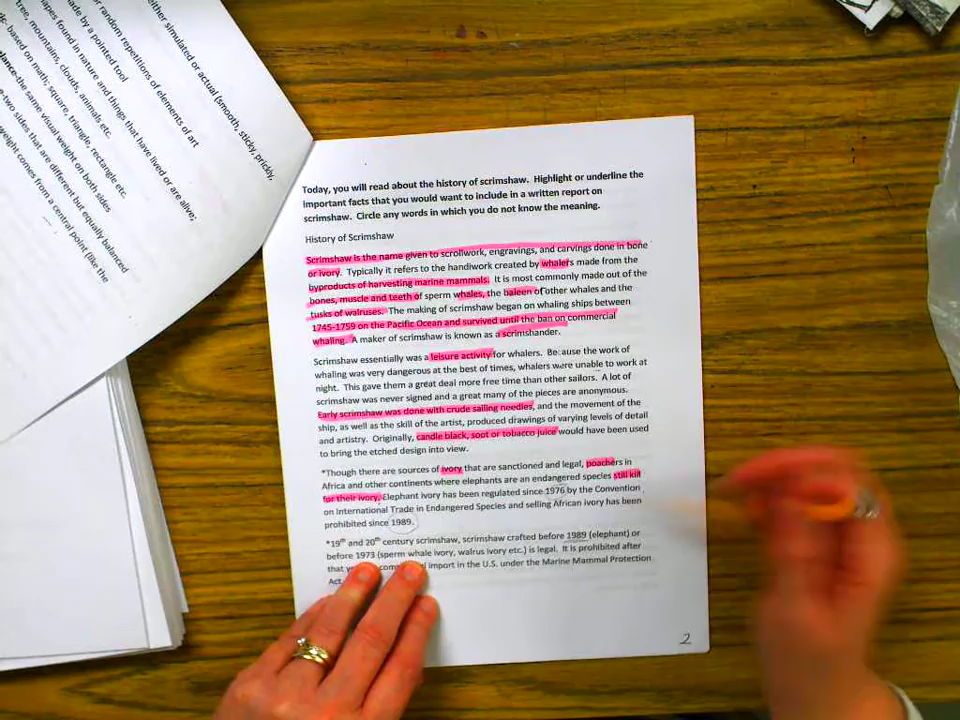 either simulated or actual (smooth, sticky, prickly,
r random repetitions of elements of art
ade by a pointed tool
apes found in nature and things that have lived or are alive;
tree, mountains, clouds, animals etc.
ric- based on math; square, triangle, rectangle etc.
lance-the same visual weight on both sides
e-two sides that are different but equally balanced
weight comes from a central point (like the
Today, you will read about the history of scrimshaw. Highlight or underline the
important facts that you would want to include in a written report on
scrimshaw. Circle any words in which you do not know the meaning.
History of Scrimshaw
Scrimshaw is the name given to scrollwork, engravings, and carvings done in bone
or ivory. Typically it refers to the handiwork created by whalers made from the
byproducts of harvesting marine mammals. It is most commonly made out of the
bones, muscle and teeth of sperm whales, the baleen of other whales and the
tusks of walruses. The making of scrimshaw began on whaling ships between
1745-1759 on the Pacific Ocean and survived until the ban on commercial
whaling. A maker of scrimshaw is known as a scrimshander.
Scrimshaw essentially was a leisure activity for whalers. Because the work of
whaling was very dangerous at the best of times, whalers were unable to work at
night. This gave them a great deal more free time than other sailors. A lot of
scrimshaw was never signed and a great many of the pieces are anonymous.
Early scrimshaw was done with crude sailing needles, and the movement of the
ship, as well as the skill of the artist, produced drawings of varying levels of detail
and artistry. Originally, candle black, soot or tobacco juice would have been used
to bring the etched design into view.
*Though there are sources of ivory that are sanctioned and legal, poachers in
Africa and other continents where elephants are an endangered species still kill
for their ivory. Elephant ivory has been regulated since 1976 by the Convention
on International Trade in Endangered Species and selling African ivory has been
prohibited since 1989.
*19th and 20th century scrimshaw, scrimshaw crafted before 1989 (elephant) or
before 1973 (sperm whale ivory, walrus ivory etc.) is legal. It is prohibited after
that import in the U.S. under the Marine Mammal Protection
Act.
2